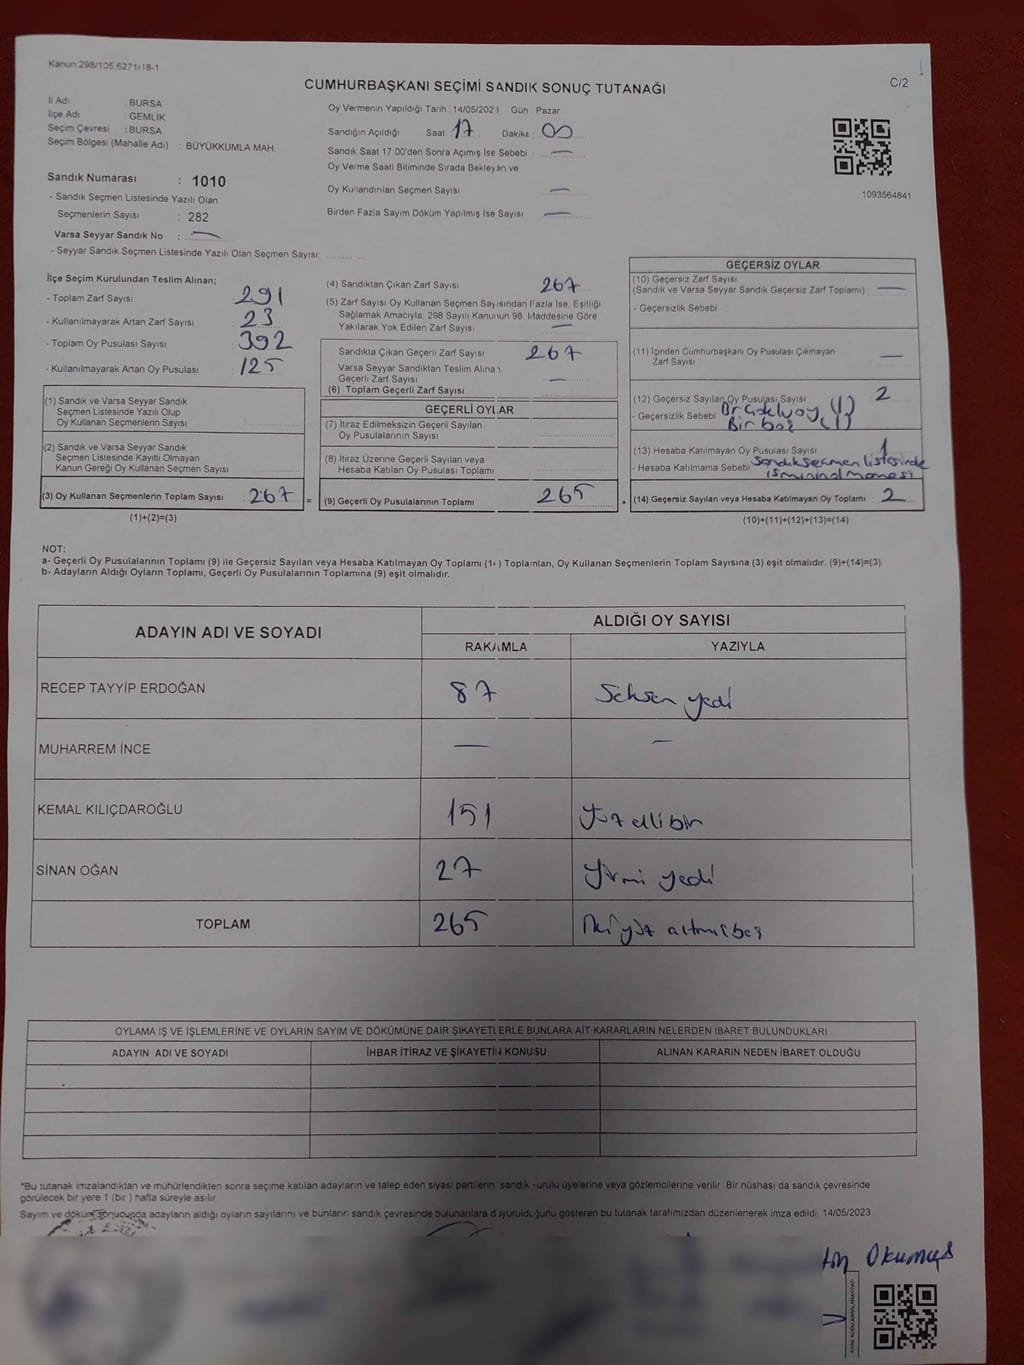 Kanun:298/105,6271/18-1
CUMHURBAŞKANI SEÇİMİ SANDIK SONUÇ TUTANAĞI
C/2
İl Adı : BURSA
İlçe Adı : GEMLIK
Seçim Çevresi : BURSA
Seçim Bölgesi (Mahalle Adı) : BÜYÜKKUMLA MAH.
Sandık Numarası : 1010
- Sandık Seçmen Listesinde Yazılı Olan
Seçmenlerin Sayısı : 282
Varsa Seyyar Sandık No : —
- Seyyar Sandık Seçmen Listesinde Yazılı Olan Seçmen Sayısı:
Oy Vermenin Yapıldığı Tarih : 14/05/2023 Gün Pazar
Sandığın Açıldığı Saat : 17 Dakika : 00
Sandık Saat 17:00'den Sonra Açımış İse Sebebi : —
Oy Verme Saati Bitiminde Sırada Bekleyan ve
Oy Kullandırılan Seçmen Sayısı —
Birden Fazla Sayım Döküm Yapılmış İse Sayısı —
1093564841
İlçe Seçim Kurulundan Teslim Alınan;
- Toplam Zarf Sayısı : 291
- Kullanılmayarak Artan Zarf Sayısı : 23
- Toplam Oy Pusulası Sayısı : 392
- Kullanılmayarak Artan Oy Pusulası : 125
(1) Sandık ve Varsa Seyyar Sandık
Seçmen Listesinde Yazılı Olup
Oy Kullanan Seçmenlerin Sayısı
(2) Sandık ve Varsa Seyyar Sandık
Seçmen Listesinde Kayıtlı Olmayan
Kanun Gereği Oy Kullanan Seçmen Sayısı
(3) Oy Kullanan Seçmenlerin Toplam Sayısı : 267 =
(1)+(2)=(3)
(4) Sandıktan Çıkan Zarf Sayısı 267
(5) Zarf Sayısı Oy Kullanan Seçmen Sayısından Fazla İse, Eşitliği
Sağlamak Amacıyla, 298 Sayılı Kanunun 98. Maddesine Göre
Yakılarak Yok Edilen Zarf Sayısı —
Sandıkta Çıkan Geçerli Zarf Sayısı 267
Varsa Seyyar Sandıktan Teslim Alınan
Geçerli Zarf Sayısı —
(6) Toplam Geçerli Zarf Sayısı
GEÇERLİ OYLAR
(7) İtiraz Edilmeksizin Geçerli Sayılan
Oy Pusulalarının Sayısı
(8) İtiraz Üzerine Geçerli Sayılan veya
Hesaba Katılan Oy Pusulası Toplamı
(9) Geçerli Oy Pusulalarının Toplamı 265 +
GEÇERSİZ OYLAR
(10) Geçersiz Zarf Sayısı
(Sandık ve Varsa Seyyar Sandık Geçersiz Zarf Toplamı) —
- Geçersizlik Sebebi :
(11) İçinden Cumhurbaşkanı Oy Pusulası Çıkmayan
Zarf Sayısı —
(12) Geçersiz Sayılan Oy Pusulası Sayısı 2
- Geçersizlik Sebebi
Bir boş
(13) Hesaba Katılmayan Oy Pusulası Sayısı 1
- Hesaba Katılmama Sebebi Sandık seçmen listesinde
isminin olmaması
(14) Geçersiz Sayılan veya Hesaba Katılmayan Oy Toplamı : 2
(10)+(11)+(12)+(13)=(14)
NOT:
a- Geçerli Oy Pusulalarının Toplamı (9) ile Geçersiz Sayılan veya Hesaba Katılmayan Oy Toplamı (14) Toplamları, Oy Kullanan Seçmenlerin Toplam Sayısına (3) eşit olmalıdır. (9)+(14)=(3)
b- Adayların Aldığı Oyların Toplamı, Geçerli Oy Pusulalarının Toplamına (9) eşit olmalıdır.
ADAYIN ADI VE SOYADI ALDIĞI OY SAYISI
RAKAMLA YAZIYLA
RECEP TAYYİP ERDOĞAN 87 Seksen yedi
MUHARREM İNCE — —
KEMAL KILIÇDAROĞLU 151 Yüz elli bir
SİNAN OĞAN 27 Yirmi yedi
TOPLAM 265 İki yüz altmış beş
OYLAMA İŞ VE İŞLEMLERİNE VE OYLARIN SAYIM VE DÖKÜMÜNE DAİR ŞİKAYETLERLE BUNLARA AİT KARARLARIN NELERDEN İBARET BULUNDUKLARI
ADAYIN ADI VE SOYADI İHBAR İTİRAZ VE ŞİKAYETİN KONUSU ALINAN KARARIN NEDEN İBARET OLDUĞU
*Bu tutanak imzalandıktan ve mühürlendikten sonra seçime katılan adayların ve talep eden siyasi partilerin sandık kurulu üyelerine veya gözlemcilerine verilir. Bir nüshası da sandık çevresinde
görülecek bir yere 1 (bir ) hafta süreyle asılır.
Sayım ve döküm sonucunda adayların aldığı oyların sayılarını ve bunların sandık çevresinde bulunanlara duyurulduğunu gösteren bu tutanak tarafımızdan düzenlenerek imza edildi. 14/05/2023
Okumuş